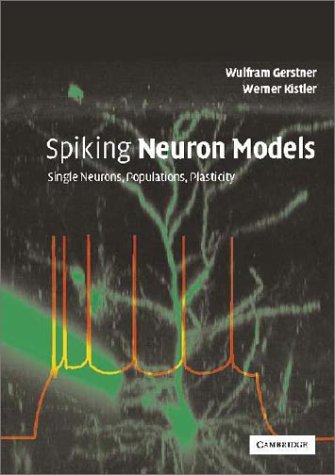 Wulfram Gerstner
Werner Kistler
Spiking Neuron Models
Single Neurons, Populations, Plasticity
CAMBRIDGE